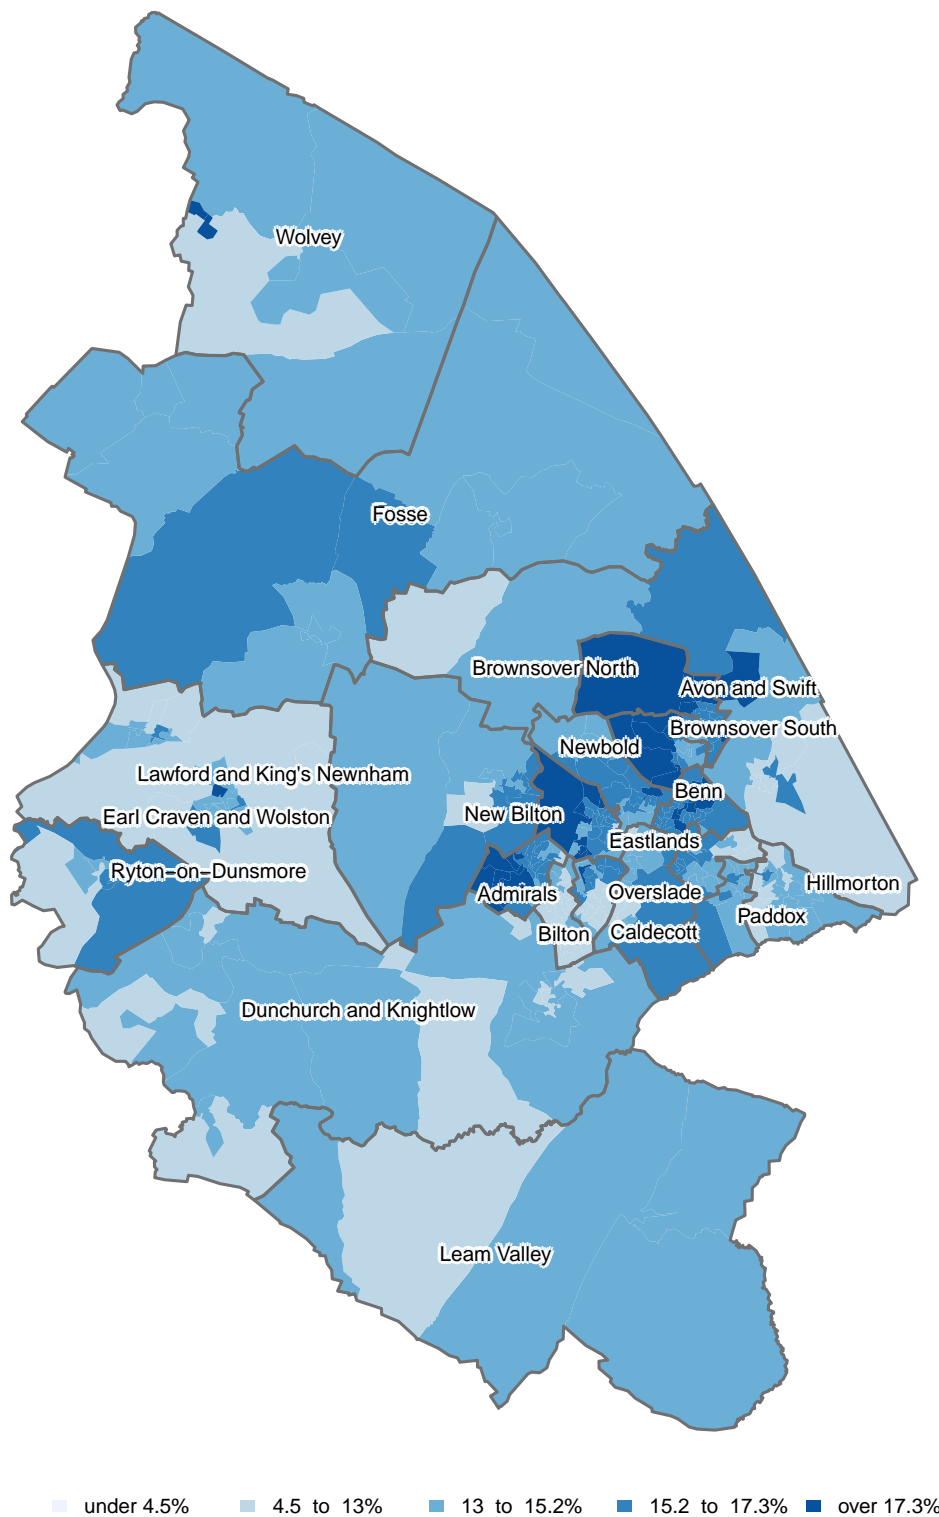 Wolvey
Fosse
Brownsover North
Avon and Swift
Brownsover South
Newbold
Lawford and King's Newnham
Benn
Earl Craven and Wolston
New Bilton
Eastlands
Ryton–on–Dunsmore
Hillmorton
Admirals
Overslade
Paddox
Bilton
Caldecott
Dunchurch and Knightlow
Leam Valley
under 4.5% 4.5 to 13% 13 to 15.2% 15.2 to 17.3% over 17.3%